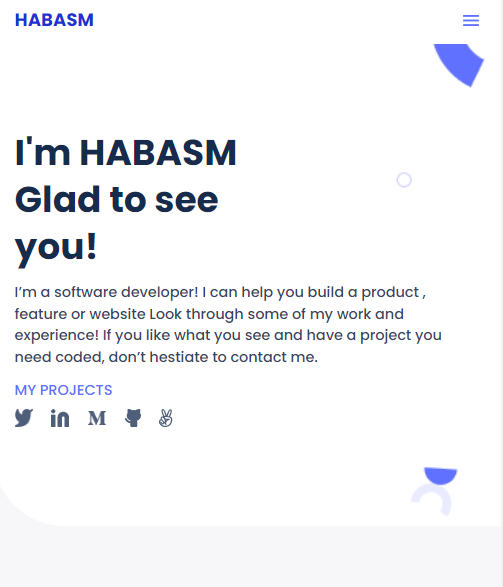 HABASM
I'm HABASM
Glad to see
you!
I’m a software developer! I can help you build a product ,
feature or website Look through some of my work and
experience! If you like what you see and have a project you
need coded, don’t hestiate to contact me.
MY PROJECTS